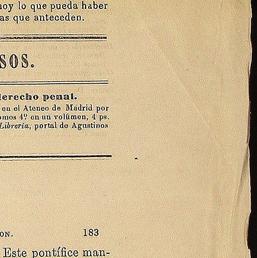 hoy lo que pueda haber
as que anteceden.
SOS.
derecho penal.
en el Ateneo de Madrid por
omos 4º en un volúmen, 4 ps.
Librería, portal de Agustinos
ON. 183
Este pontífice man-